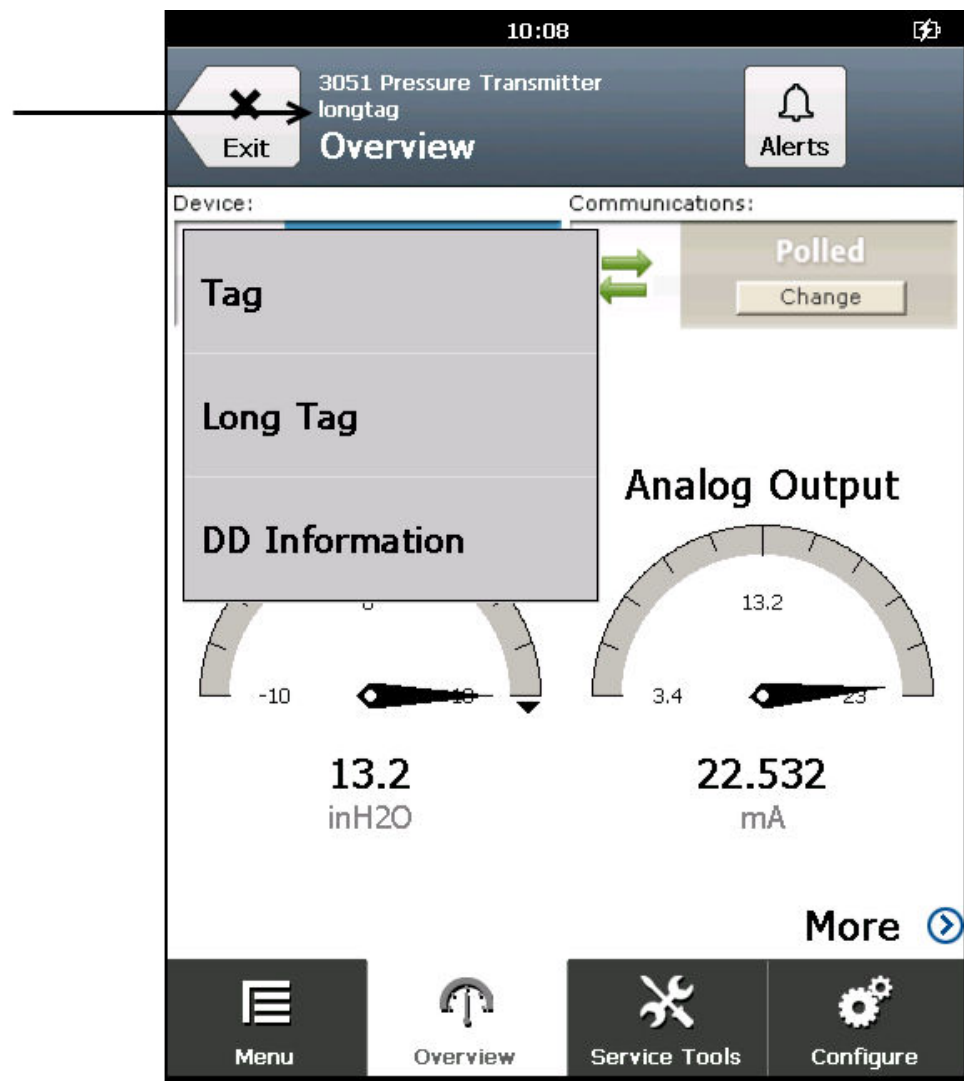 10:08
3051 Pressure Transmitter
longtag
Exit
Overview
Alerts
Device:
Communications:
Polled
Change
Tag
Long Tag
DD Information
Analog Output
13.2
-10
3.4
23
13.2
inH2O
22.532
mA
More
Menu
Overview
Service Tools
Configure